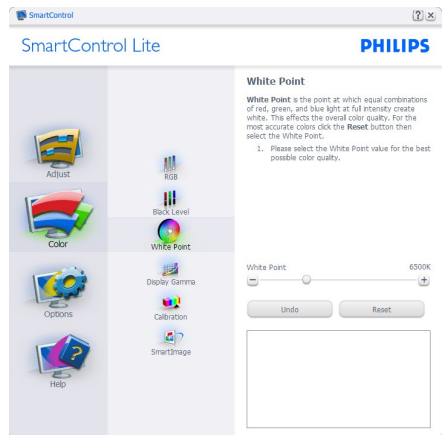 SmartControl
?
SmartControl Lite
PHILIPS
Adjust
Color
Options
Help
RGB
Black Level
White Point
Display Gamma
Calibration
SmartImage
White Point
White Point is the point at which equal combinations
of red, green, and blue light at full intensity create
white. This effects the overall color quality. For the
most accurate colors click the Reset button then
select the White Point.
1. Please select the White Point value for the best
possible color quality.
White Point 6500K
Undo Reset